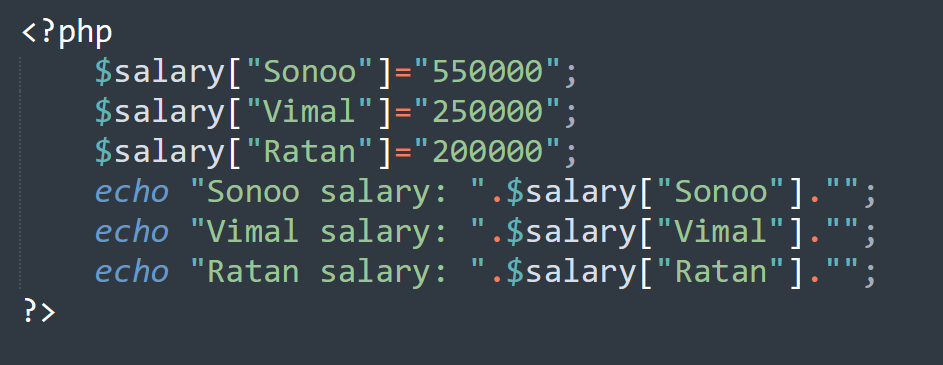 <?php
$salary["Sonoo"]="550000";
$salary["Vimal"]="250000";
$salary["Ratan"]="200000";
echo "Sonoo salary: ".$salary["Sonoo"]."";
echo "Vimal salary: ".$salary["Vimal"]."";
echo "Ratan salary: ".$salary["Ratan"]."";
?>